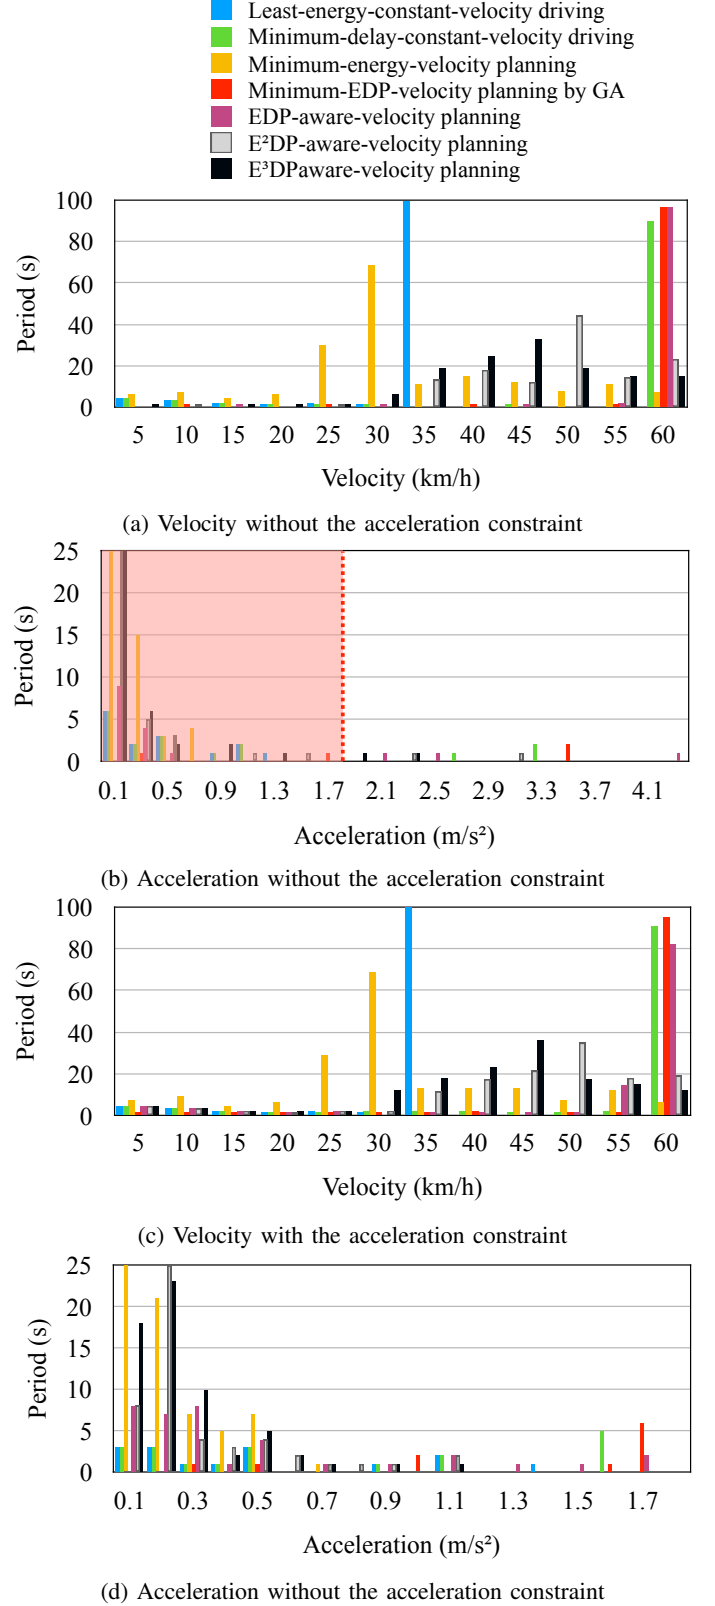 Least-energy-constant-velocity driving
Minimum-delay-constant-velocity driving
Minimum-energy-velocity planning
Minimum-EDP-velocity planning by GA
EDP-aware-velocity planning
E²DP-aware-velocity planning
E³DPaware-velocity planning
100
80
60
40
20
0
Period (s)
5 10 15 20 25 30 35 40 45 50 55 60
Velocity (km/h)
(a) Velocity without the acceleration constraint
25
20
15
10
5
0
Period (s)
0.1 0.5 0.9 1.3 1.7 2.1 2.5 2.9 3.3 3.7 4.1
Acceleration (m/s²)
(b) Acceleration without the acceleration constraint
100
80
60
40
20
0
Period (s)
5 10 15 20 25 30 35 40 45 50 55 60
Velocity (km/h)
(c) Velocity with the acceleration constraint
25
20
15
10
5
0
Period (s)
0.1 0.3 0.5 0.7 0.9 1.1 1.3 1.5 1.7
Acceleration (m/s²)
(d) Acceleration without the acceleration constraint